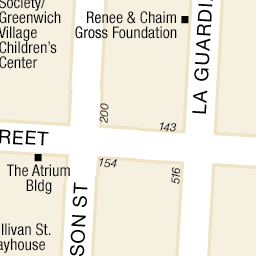 Society/
Greenwich
Village
Children's
Center
Renee & Chaim
Gross Foundation
LA GUARDI
200
143
REET
154
516
The Atrium
Bldg
SON ST
llivan St.
ayhouse